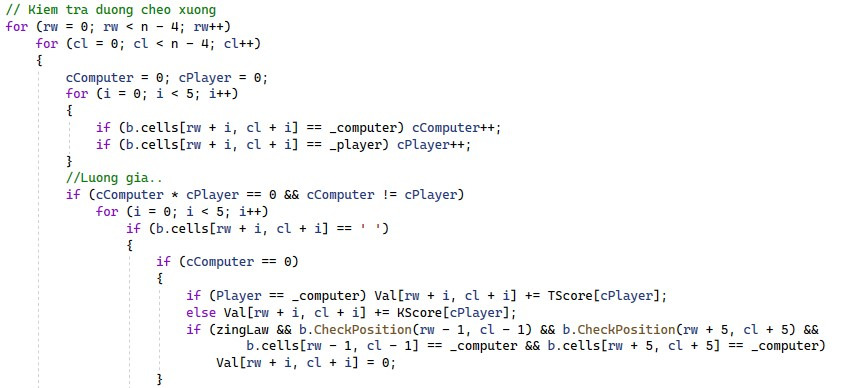 // Kiem tra duong cheo xuong
for (rw = 0; rw < n - 4; rw++)
    for (cl = 0; cl < n - 4; cl++)
    {
        cComputer = 0; cPlayer = 0;
        for (i = 0; i < 5; i++)
        {
            if (b.cells[rw + i, cl + i] == _computer) cComputer++;
            if (b.cells[rw + i, cl + i] == _player) cPlayer++;
        }
        //Luong gia..
        if (cComputer * cPlayer == 0 && cComputer != cPlayer)
            for (i = 0; i < 5; i++)
                if (b.cells[rw + i, cl + i] == ' ')
                {
                    if (cComputer == 0)
                    {
                        if (Player == _computer) Val[rw + i, cl + i] += TScore[cPlayer];
                        else Val[rw + i, cl + i] += KScore[cPlayer];
                        if (zingLaw && b.CheckPosition(rw - 1, cl - 1) && b.CheckPosition(rw + 5, cl + 5) &&
                                b.cells[rw - 1, cl - 1] == _computer && b.cells[rw + 5, cl + 5] == _computer)
                            Val[rw + i, cl + i] = 0;
                    }